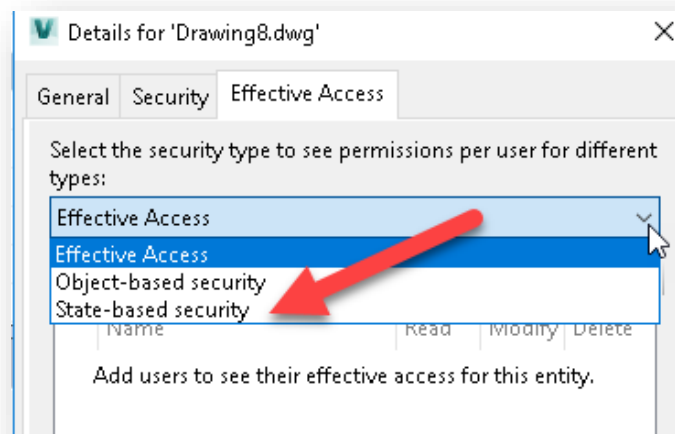 Details for 'Drawing8.dwg'
General Security Effective Access
Select the security type to see permissions per user for different
types:
Effective Access
Effective Access
Object-based security
State-based security
Name Read Modify Delete
Add users to see their effective access for this entity.